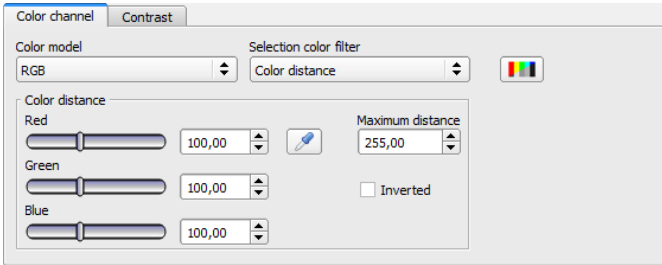 Color channel Contrast
Color model Selection color filter
RGB Color distance
Color distance
Red Maximum distance
100,00 255,00
Green
100,00 Inverted
Blue
100,00